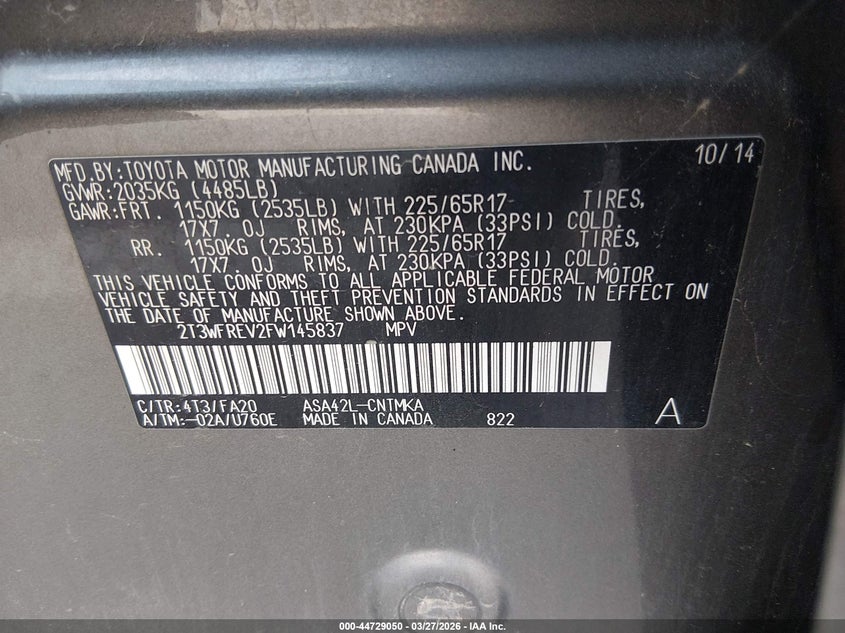 MFD.BY:TOYOTA MOTOR MANUFACTURING CANADA INC. 10/14
GVWR:2035KG (4485LB)
GAWR:FRT. 1150KG (2535LB) WITH 225/65R17 TIRES,
17X7.0J RIMS, AT 230KPA (33PSI) COLD.
RR. 1150KG (2535LB) WITH 225/65R17 TIRES,
17X7.0J RIMS, AT 230KPA (33PSI) COLD.
THIS VEHICLE CONFORMS TO ALL APPLICABLE FEDERAL MOTOR
VEHICLE SAFETY AND THEFT PREVENTION STANDARDS IN EFFECT ON
THE DATE OF MANUFACTURE SHOWN ABOVE.
2T3WFREV2FW145837 MPV
C/TR:4T3/FA20 ASA42L-CNTMKA
A/TM:-02A/U760E MADE IN CANADA 822 A
000-44729050 | 03/27/2026 | IAA Inc.